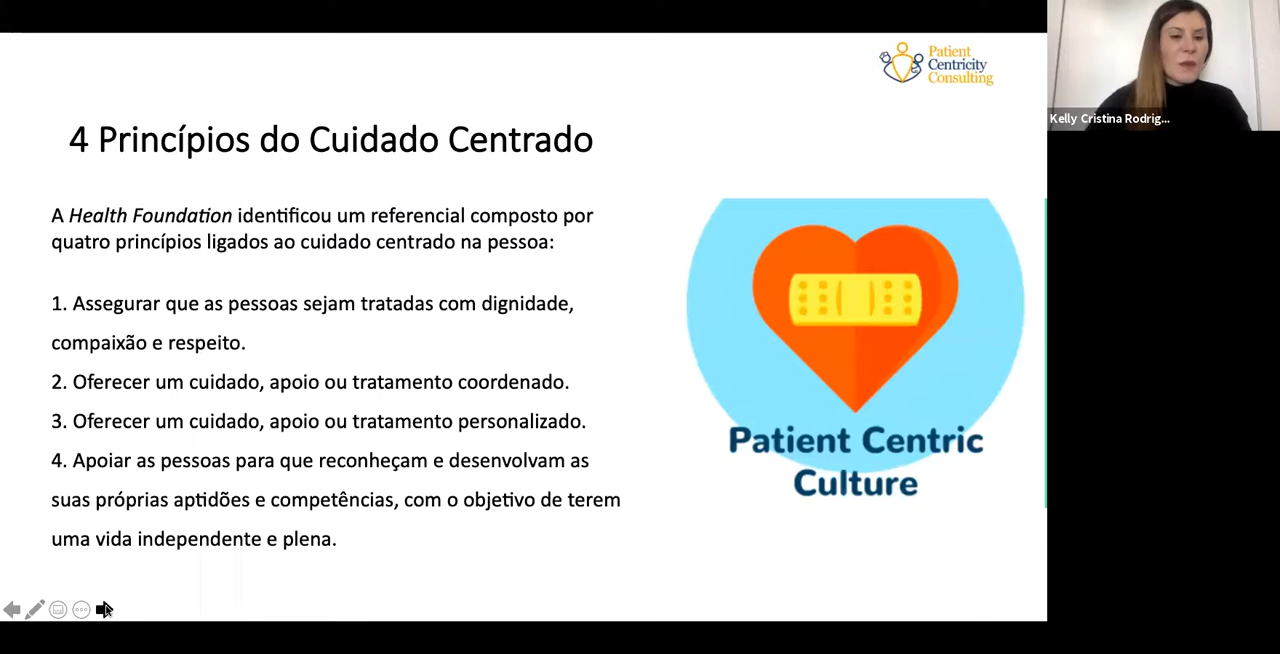 Patient
Centricity
Consulting
Kelly Cristina Rodrig...
4 Princípios do Cuidado Centrado
A Health Foundation identificou um referencial composto por
quatro princípios ligados ao cuidado centrado na pessoa:
1. Assegurar que as pessoas sejam tratadas com dignidade,
compaixão e respeito.
2. Oferecer um cuidado, apoio ou tratamento coordenado.
3. Oferecer um cuidado, apoio ou tratamento personalizado.
4. Apoiar as pessoas para que reconheçam e desenvolvam as
suas próprias aptidões e competências, com o objetivo de terem
uma vida independente e plena.
Patient Centric
Culture